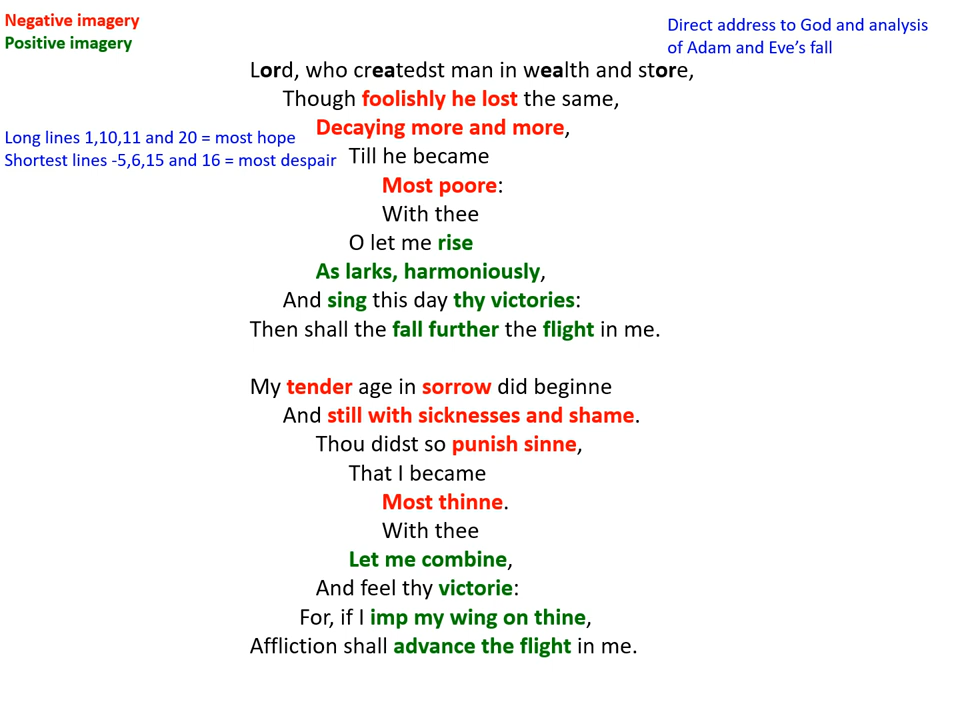 Negative imagery
Positive imagery
Direct address to God and analysis
of Adam and Eve's fall
Lord, who createdst man in wealth and store,
Though foolishly he lost the same,
Decaying more and more,
Long lines 1,10,11 and 20 = most hope
Shortest lines -5,6,15 and 16 = most despair
Till he became
Most poore:
With thee
O let me rise
As larks, harmoniously,
And sing this day thy victories:
Then shall the fall further the flight in me.
My tender age in sorrow did beginne
And still with sicknesses and shame.
Thou didst so punish sinne,
That I became
Most thinne.
With thee
Let me combine,
And feel thy victorie:
For, if I imp my wing on thine,
Affliction shall advance the flight in me.